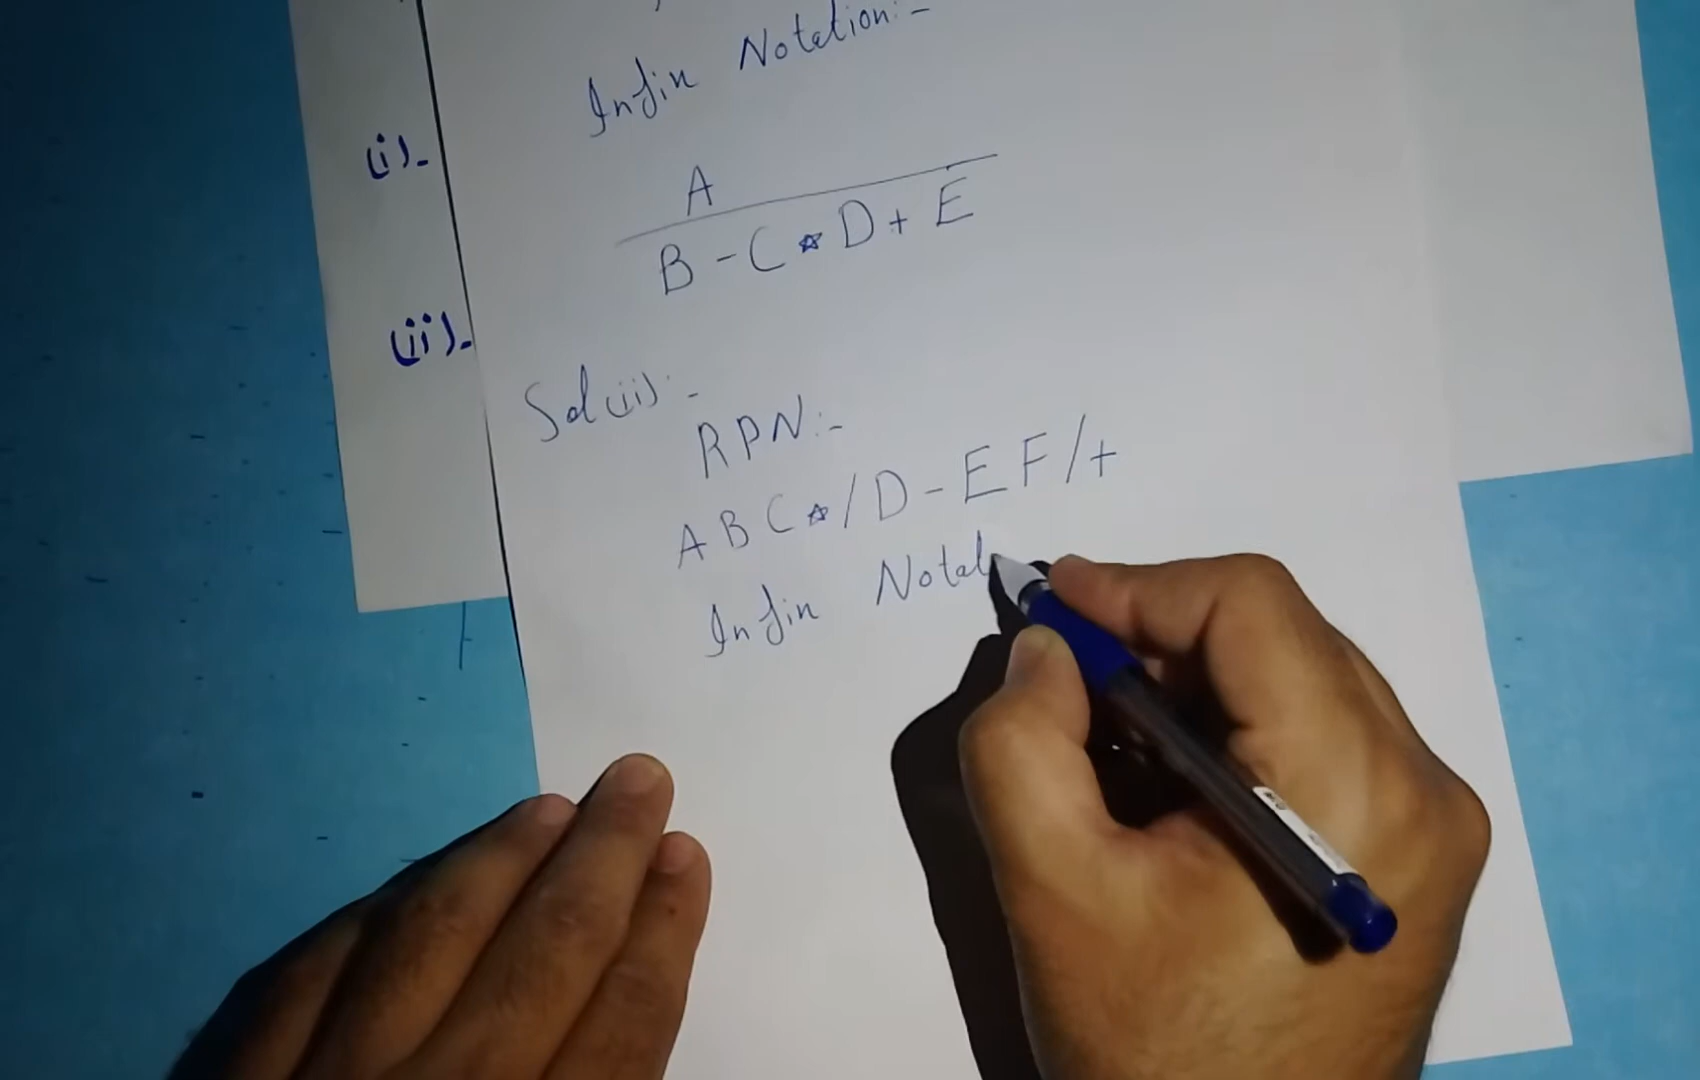 Infix Notation:-
(i)-
A
B - C * D + E
(ii)-
Sol(ii):-
RPN:-
A B C * / D - E F / +
Infix Notat